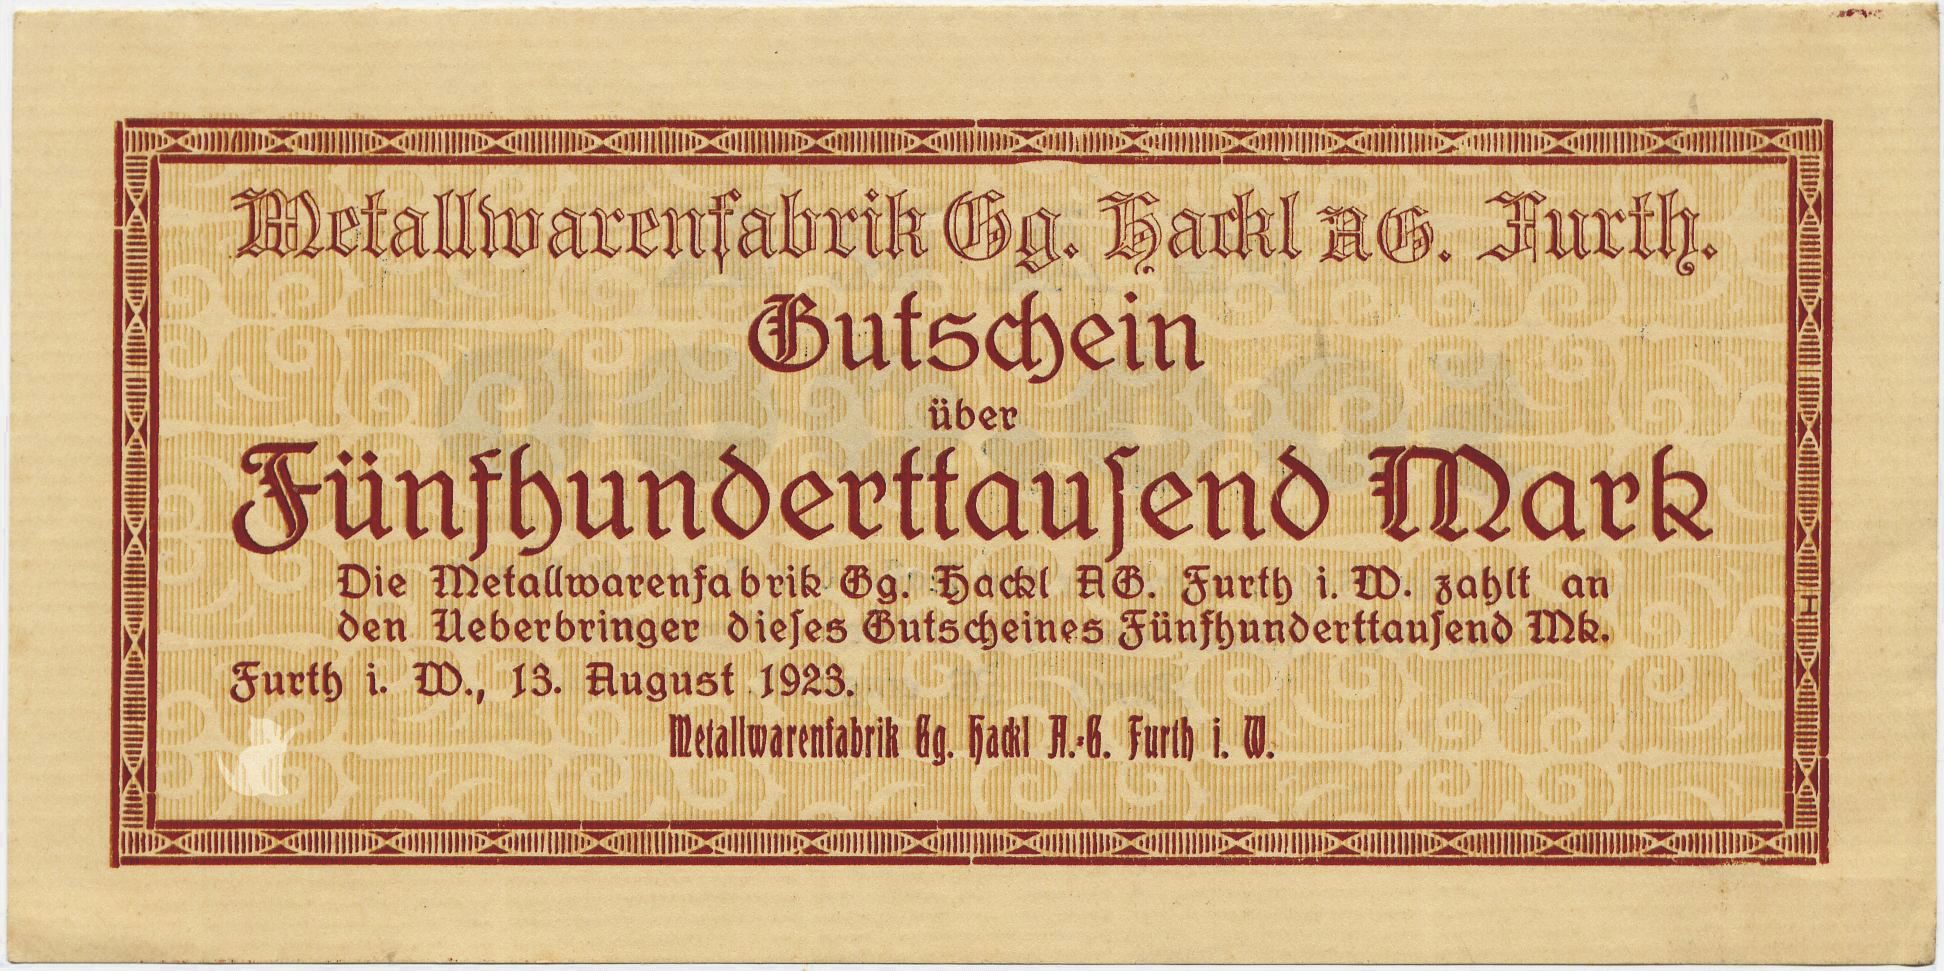 Metallwarenfabrik Gg. Hackl AG. Furth.
Gutschein
über
Fünfhunderttauſend Mark
Die Metallwarenfabrik Gg. Hackl AG. Furth i. W. zahlt an
den Ueberbringer dieſes Gutscheines Fünfhunderttauſend Mk.
Furth i. W., 13. August 1923.
Metallwarenfabrik Gg. Hackl A.-G. Furth i. W.